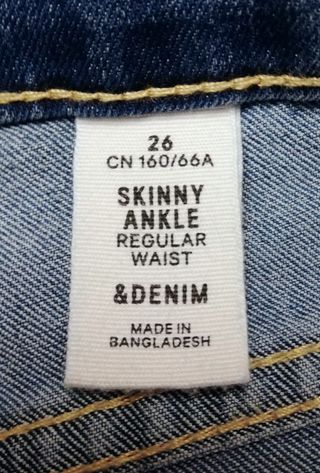 26
CN 160/66A
SKINNY
ANKLE
REGULAR
WAIST
&DENIM
MADE IN
BANGLADESH